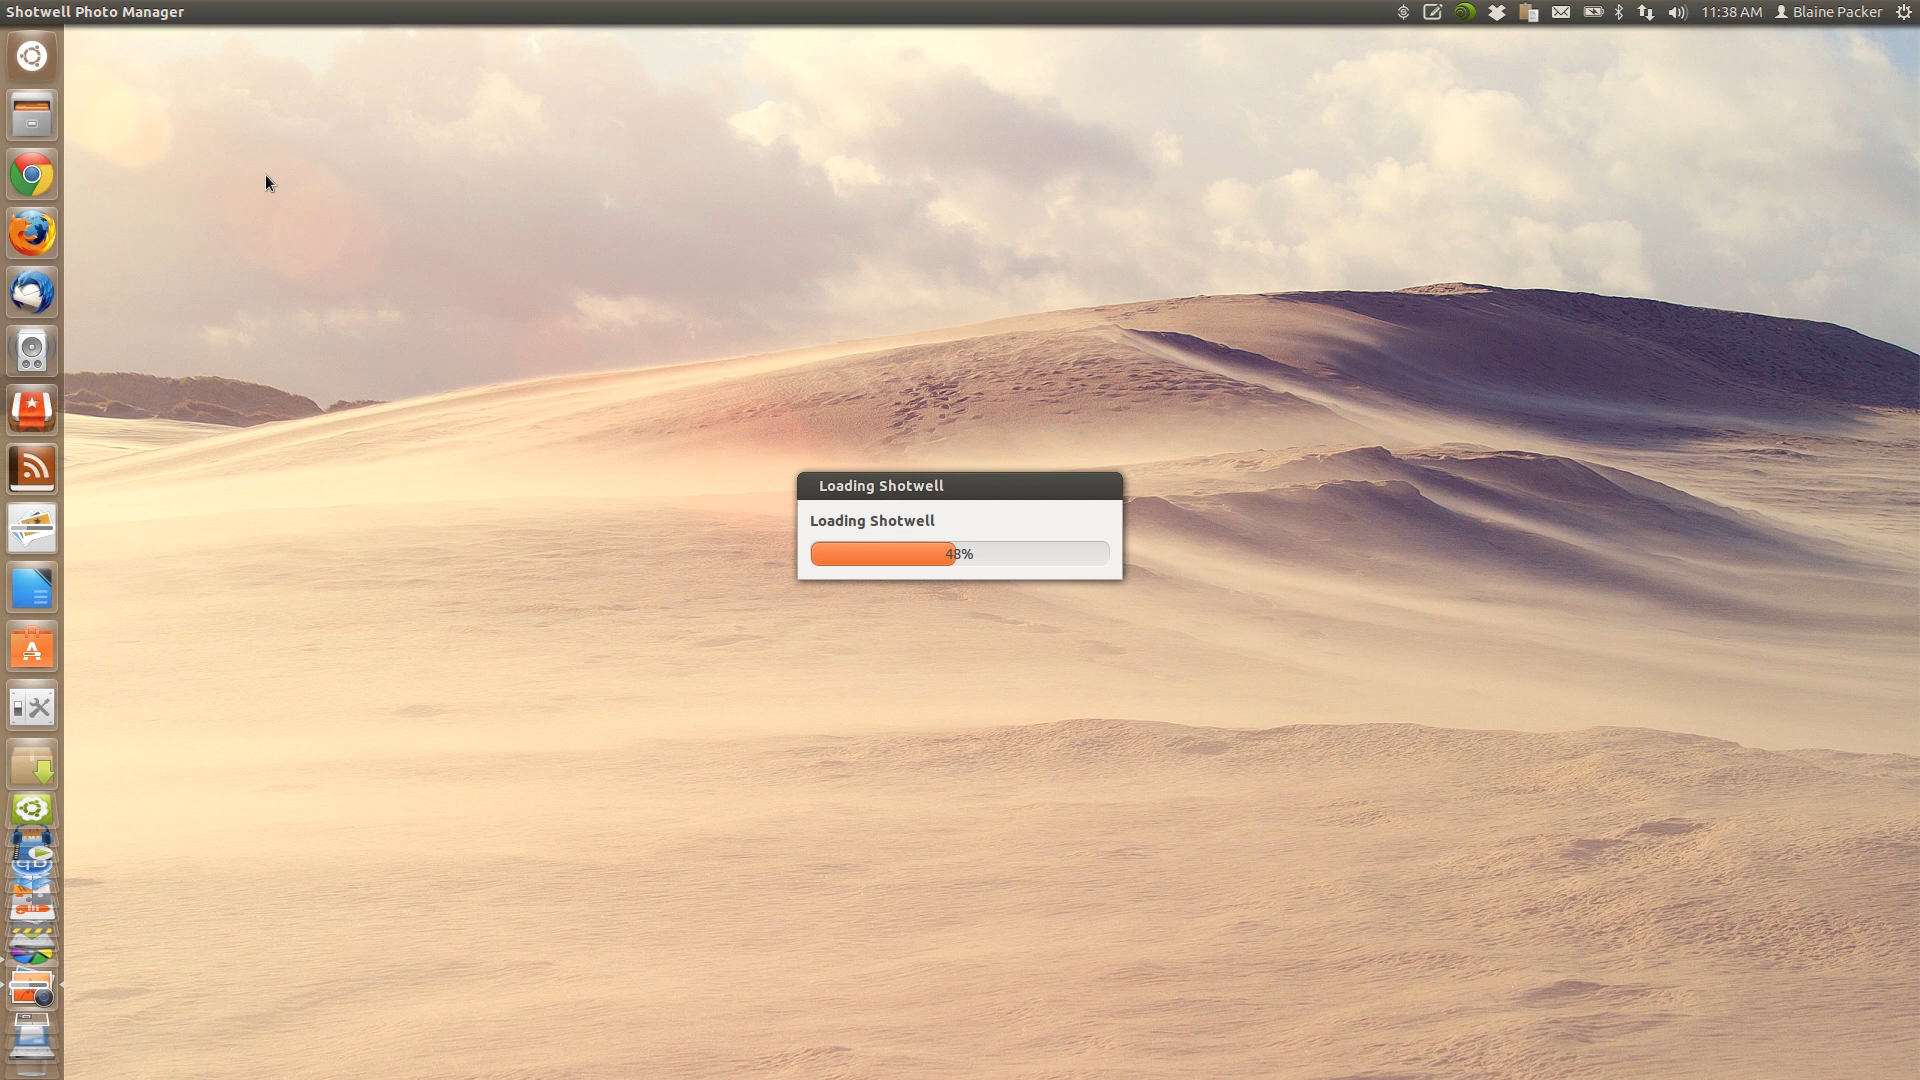 Shotwell Photo Manager
11:38 AM Blaine Packer
Loading Shotwell
Loading Shotwell
48%